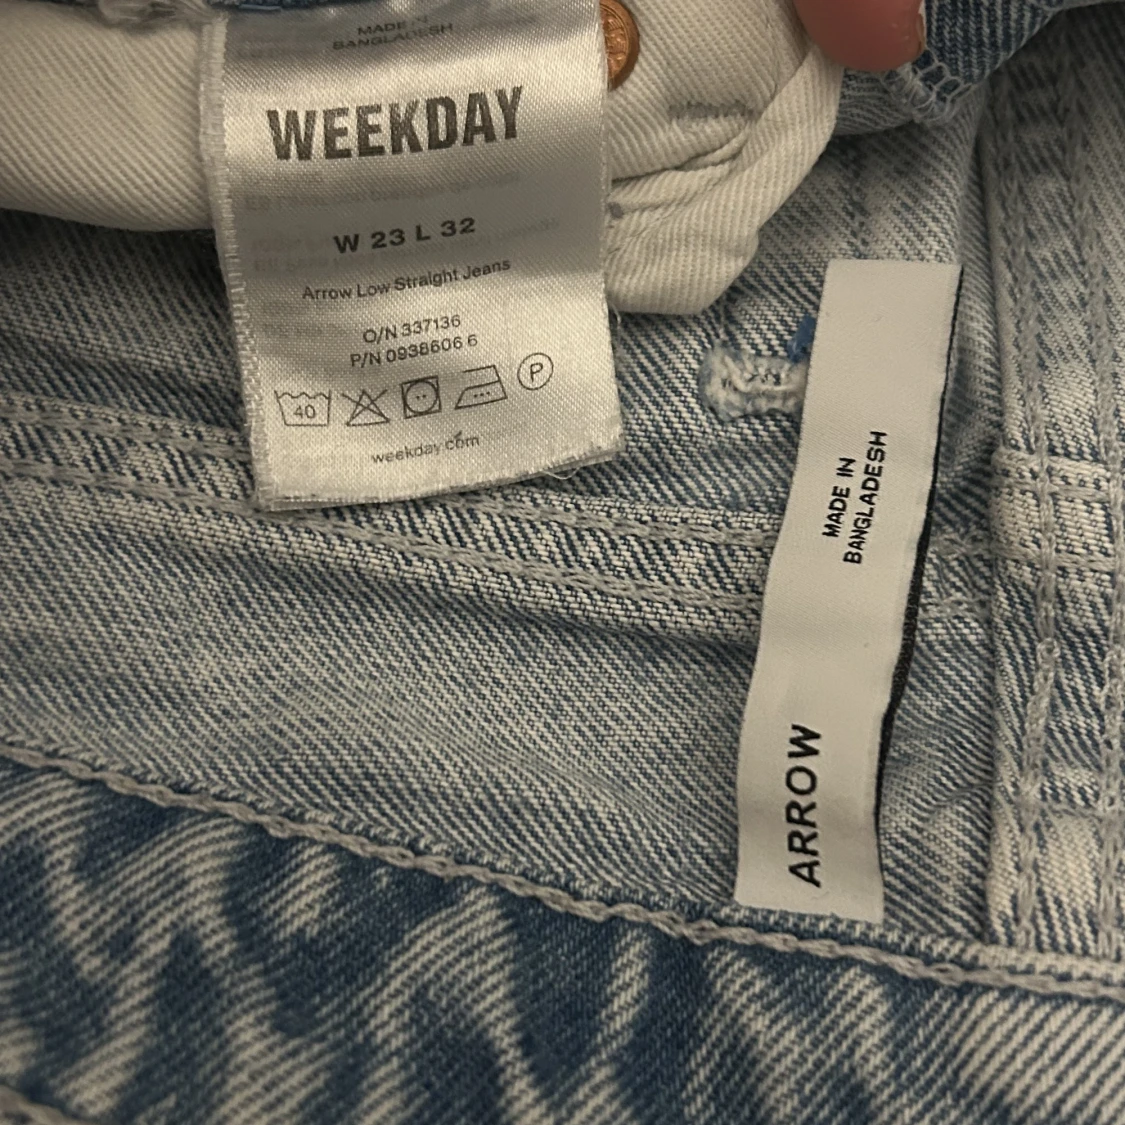 MADE IN
BANGLADESH
WEEKDAY
W 23 L 32
Arrow Low Straight Jeans
O/N 337136
P/N 0938606 6
40
P
weekday.com
MADE IN
BANGLADESH
ARROW